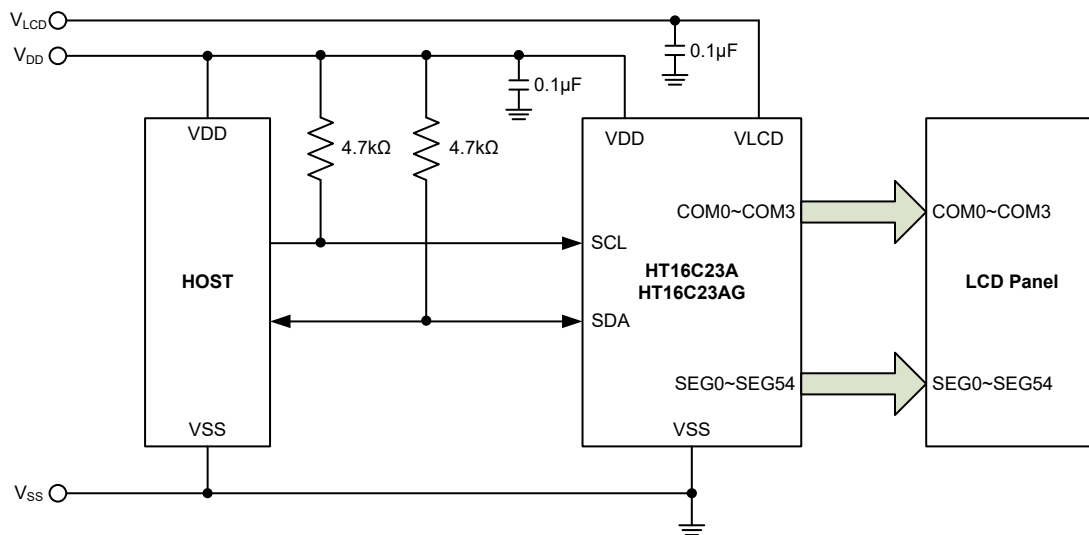 VLCD
VDD
0.1µF
0.1µF
VDD
4.7kΩ
4.7kΩ
VDD
VLCD
COM0~COM3
COM0~COM3
SCL
HOST
HT16C23A
HT16C23AG
LCD Panel
SDA
SEG0~SEG54
SEG0~SEG54
VSS
VSS
VSS